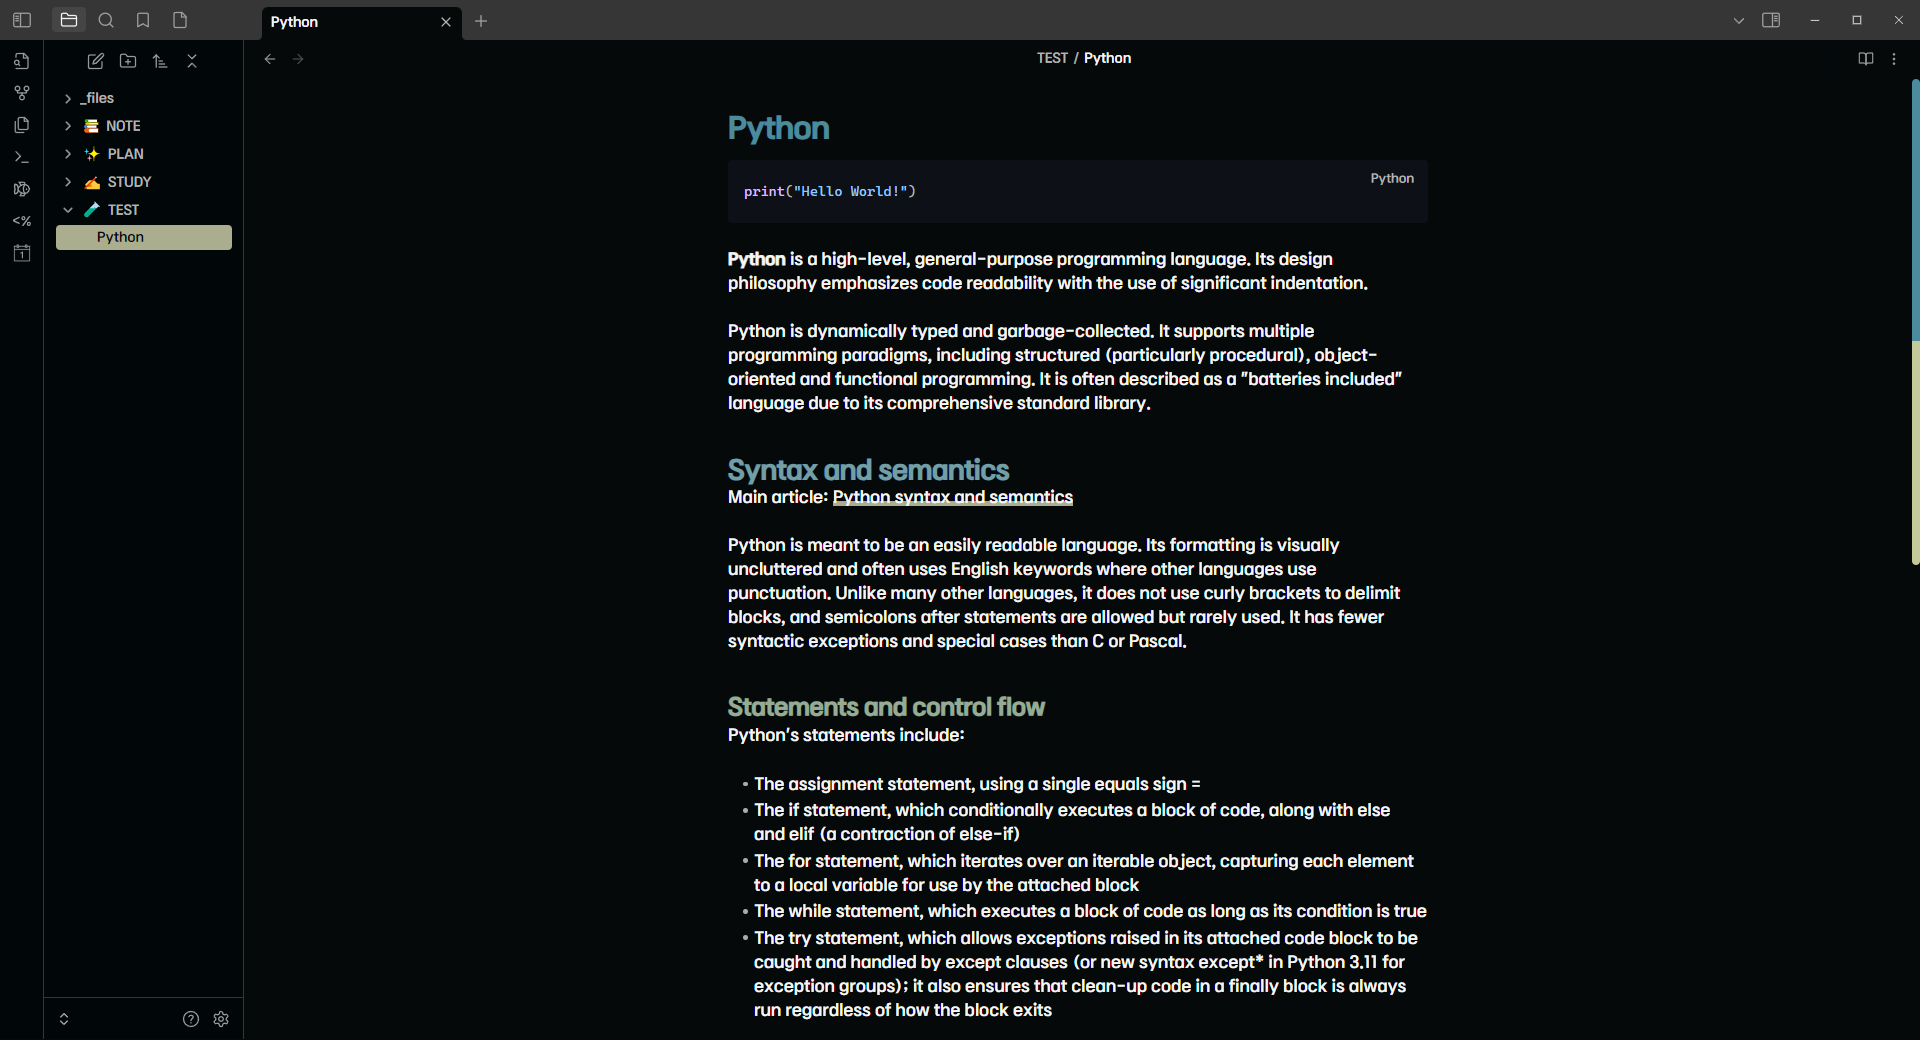 Python
TEST / Python
_files
NOTE
PLAN
STUDY
TEST
Python
<%
1
Python
Python
print("Hello World!")
Python is a high-level, general-purpose programming language. Its design
philosophy emphasizes code readability with the use of significant indentation.
Python is dynamically typed and garbage-collected. It supports multiple
programming paradigms, including structured (particularly procedural), object-
oriented and functional programming. It is often described as a "batteries included"
language due to its comprehensive standard library.
Syntax and semantics
Main article: Python syntax and semantics
Python is meant to be an easily readable language. Its formatting is visually
uncluttered and often uses English keywords where other languages use
punctuation. Unlike many other languages, it does not use curly brackets to delimit
blocks, and semicolons after statements are allowed but rarely used. It has fewer
syntactic exceptions and special cases than C or Pascal.
Statements and control flow
Python's statements include:
• The assignment statement, using a single equals sign =
• The if statement, which conditionally executes a block of code, along with else
and elif (a contraction of else-if)
• The for statement, which iterates over an iterable object, capturing each element
to a local variable for use by the attached block
• The while statement, which executes a block of code as long as its condition is true
• The try statement, which allows exceptions raised in its attached code block to be
caught and handled by except clauses (or new syntax except* in Python 3.11 for
exception groups); it also ensures that clean-up code in a finally block is always
run regardless of how the block exits